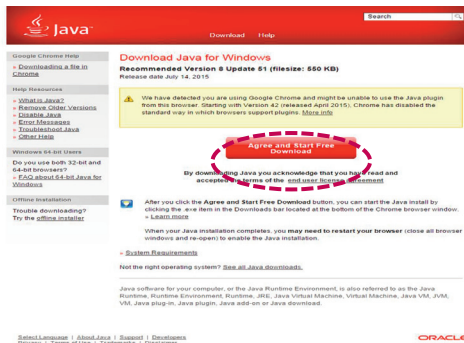 Search
Java
Download Help
Google Chrome Help
» Downloading a file in
Chrome
Help Resources
» What is Java?
» Remove Older Versions
» Disable Java
» Error Messages
» Troubleshoot Java
» Other Help
Windows 64-bit Users
Do you use both 32-bit and
64-bit browsers?
» FAQ about 64-bit Java for
Windows
Offline Installation
Trouble downloading?
Try the offline installer
Download Java for Windows
Recommended Version 8 Update 51 (filesize: 550 KB)
Release date July 14, 2015
We have detected you are using Google Chrome and might be unable to use the Java plugin
from this browser. Starting with Version 42 (released April 2015), Chrome has disabled the
standard way in which browsers support plugins. More info
Agree and Start Free
Download
By downloading Java you acknowledge that you have read and
accepted the terms of the end user license agreement
After you click the Agree and Start Free Download button, you can start the Java install by
clicking the .exe item in the Downloads bar located at the bottom of the Chrome browser window.
» Learn more
When your Java installation completes, you may need to restart your browser (close all browser
windows and re-open) to enable the Java installation.
» System Requirements
Not the right operating system? See all Java downloads.
Java software for your computer, or the Java Runtime Environment, is also referred to as the Java
Runtime, Runtime Environment, Runtime, JRE, Java Virtual Machine, Virtual Machine, Java VM, JVM,
VM, Java plug-in, Java plugin, Java add-on or Java download.
Select Language | About Java | Support | Developers
Privacy | Terms of Use | Trademarks | Disclaimer
ORACLE